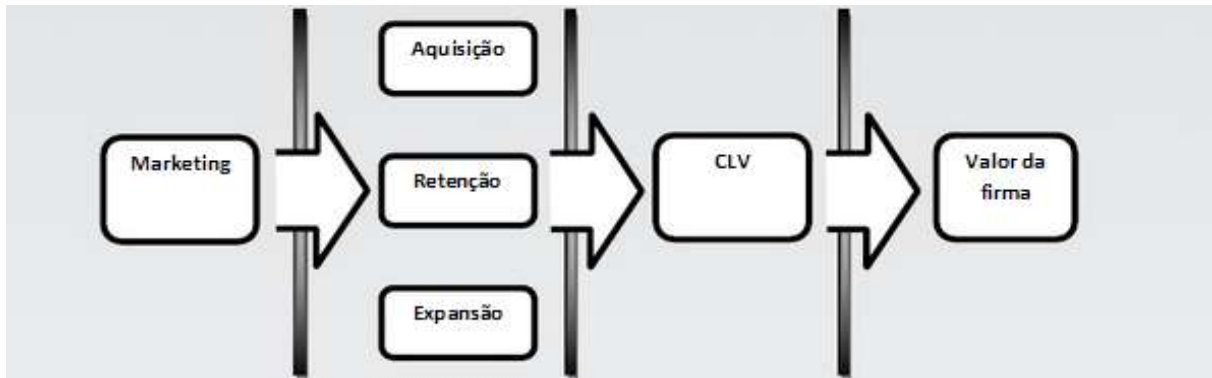 Marketing
Aquisição
Retenção
Expansão
CLV
Valor da
firma